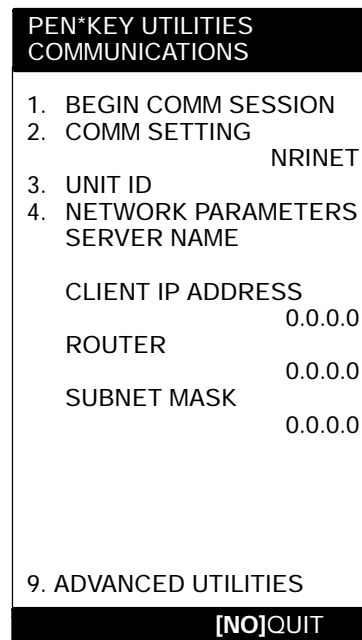 PEN*KEY UTILITIES
COMMUNICATIONS
1. BEGIN COMM SESSION
2. COMM SETTING
NRINET
3. UNIT ID
4. NETWORK PARAMETERS
SERVER NAME
CLIENT IP ADDRESS
0.0.0.0
ROUTER
0.0.0.0
SUBNET MASK
0.0.0.0
9. ADVANCED UTILITIES
[NO]QUIT